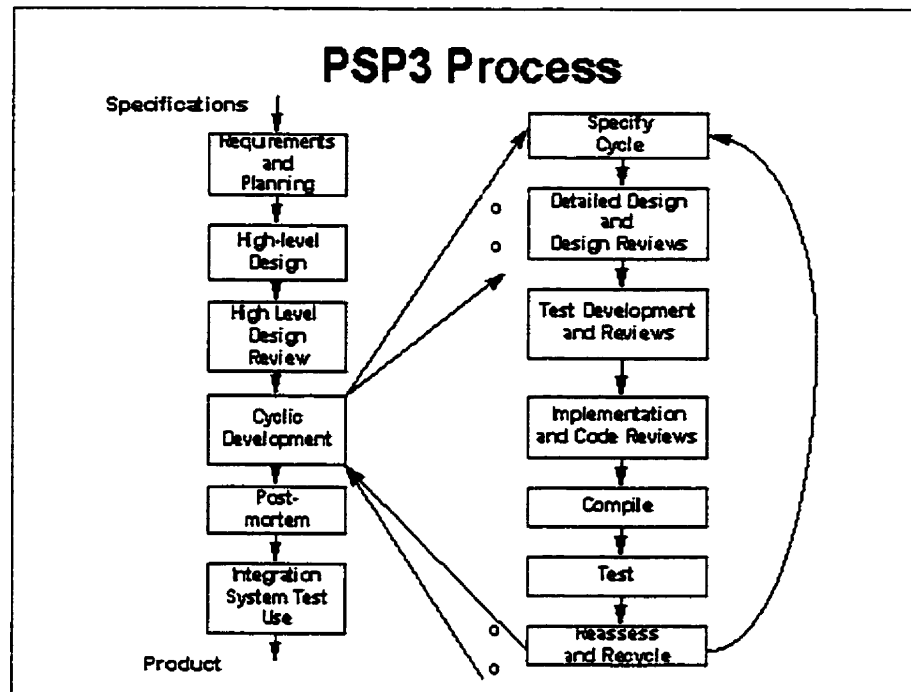 PSP3 Process
Specifications
Requirements
and
Planning
High-level
Design
High Level
Design
Review
Cyclic
Development
Post-
mortem
Integration
System Test
Use
Product
Specify
Cycle
Detailed Design
and
Design Reviews
Test Development
and Reviews
Implementation
and Code Reviews
Compile
Test
Reassess
and Recycle